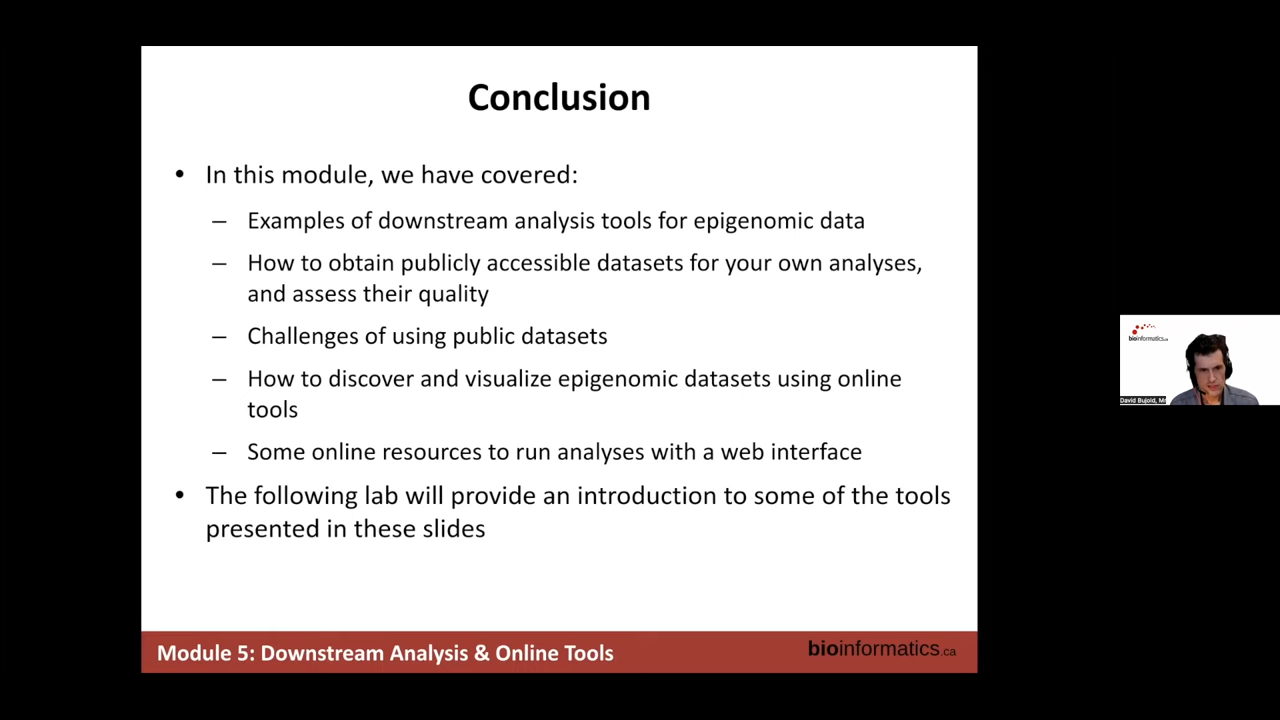 Conclusion
• In this module, we have covered:
– Examples of downstream analysis tools for epigenomic data
– How to obtain publicly accessible datasets for your own analyses,
and assess their quality
– Challenges of using public datasets
– How to discover and visualize epigenomic datasets using online
tools
– Some online resources to run analyses with a web interface
• The following lab will provide an introduction to some of the tools
presented in these slides
Module 5: Downstream Analysis & Online Tools
bioinformatics.ca
bioinformatics.ca
David Bujold, M